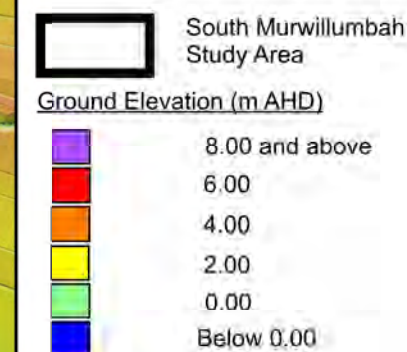 South Murwillumbah
Study Area
Ground Elevation (m AHD)
8.00 and above
6.00
4.00
2.00
0.00
Below 0.00